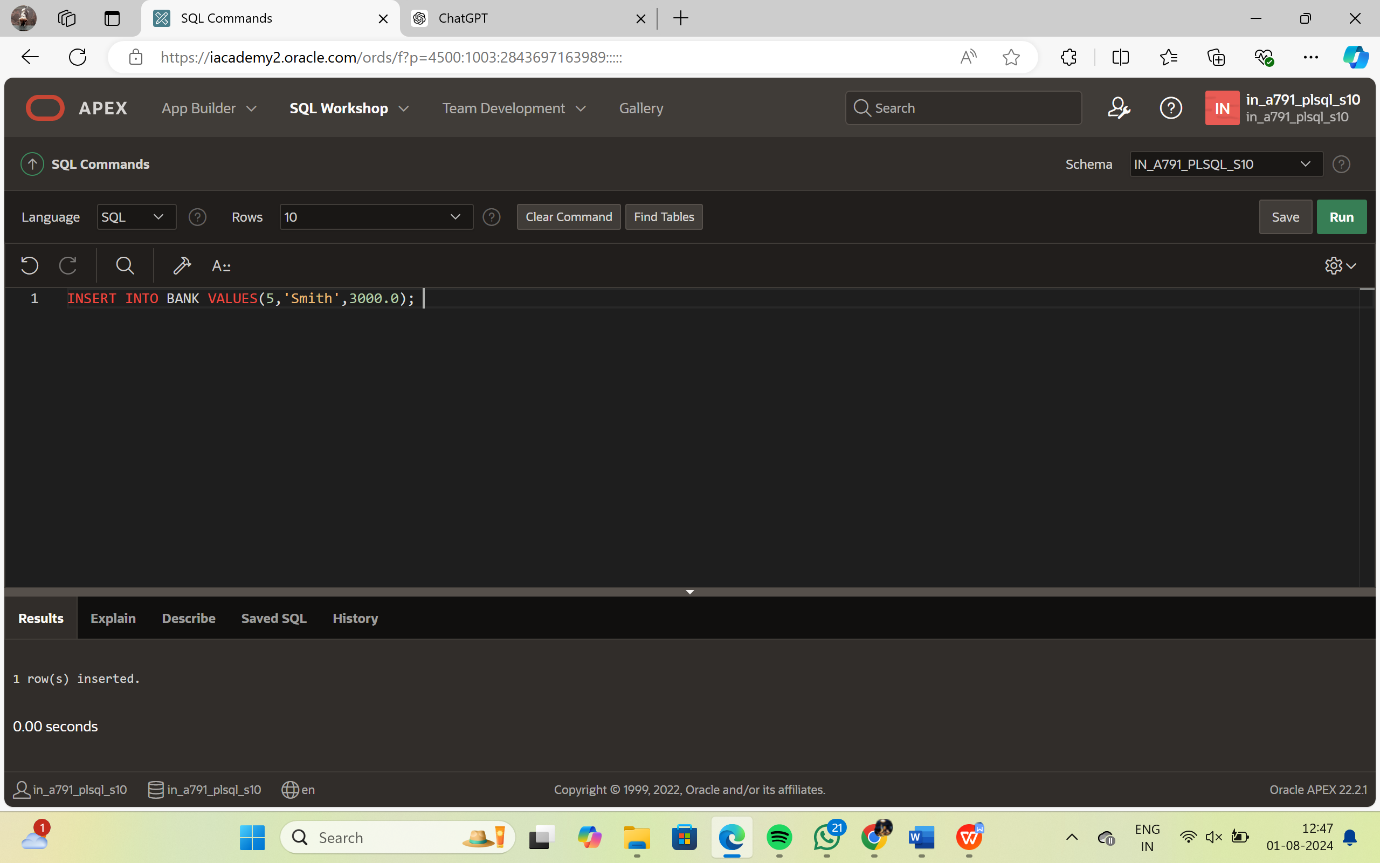 SQL Commands
ChatGPT
https://iacademy2.oracle.com/ords/f?p=4500:1003:2843697163989:::::
APEX App Builder SQL Workshop Team Development Gallery Search IN in_a791_plsql_s10
in_a791_plsql_s10
SQL Commands Schema IN_A791_PLSQL_S10
Language SQL Rows 10 Clear Command Find Tables Save Run
1 INSERT INTO BANK VALUES(5,'Smith',3000.0);
Results Explain Describe Saved SQL History
1 row(s) inserted.
0.00 seconds
in_a791_plsql_s10 in_a791_plsql_s10 en Copyright © 1999, 2022, Oracle and/or its affiliates. Oracle APEX 22.2.1
1 Search 21 ENG 12:47
IN 01-08-2024